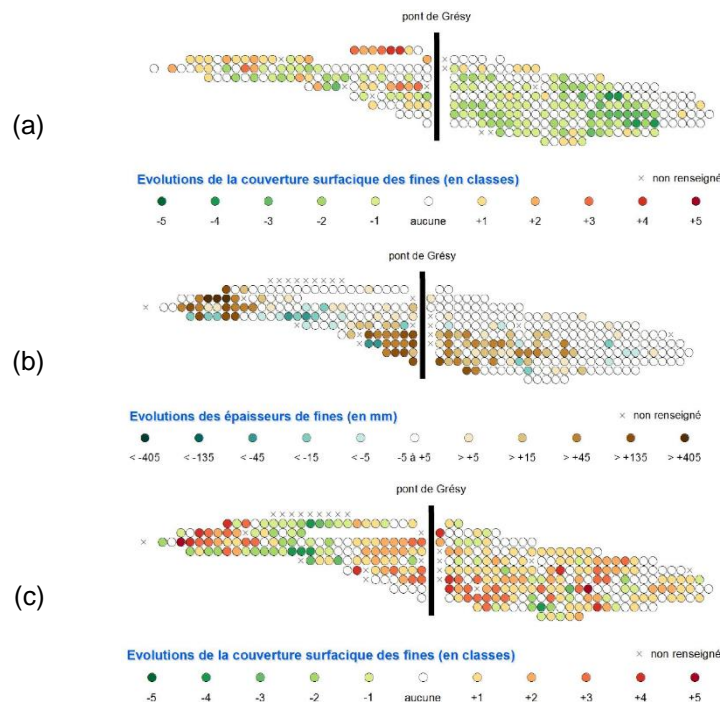 pont de Grésy
(a)
Evolutions de la couverture surfacique des fines (en classes)
× non renseigné
-5 -4 -3 -2 -1 aucune +1 +2 +3 +4 +5
pont de Grésy
(b)
Evolutions des épaisseurs de fines (en mm)
× non renseigné
< -405 < -135 < -45 < -15 < -5 -5 à +5 > +5 > +15 > +45 > +135 > +405
pont de Grésy
(c)
Evolutions de la couverture surfacique des fines (en classes)
× non renseigné
-5 -4 -3 -2 -1 aucune +1 +2 +3 +4 +5